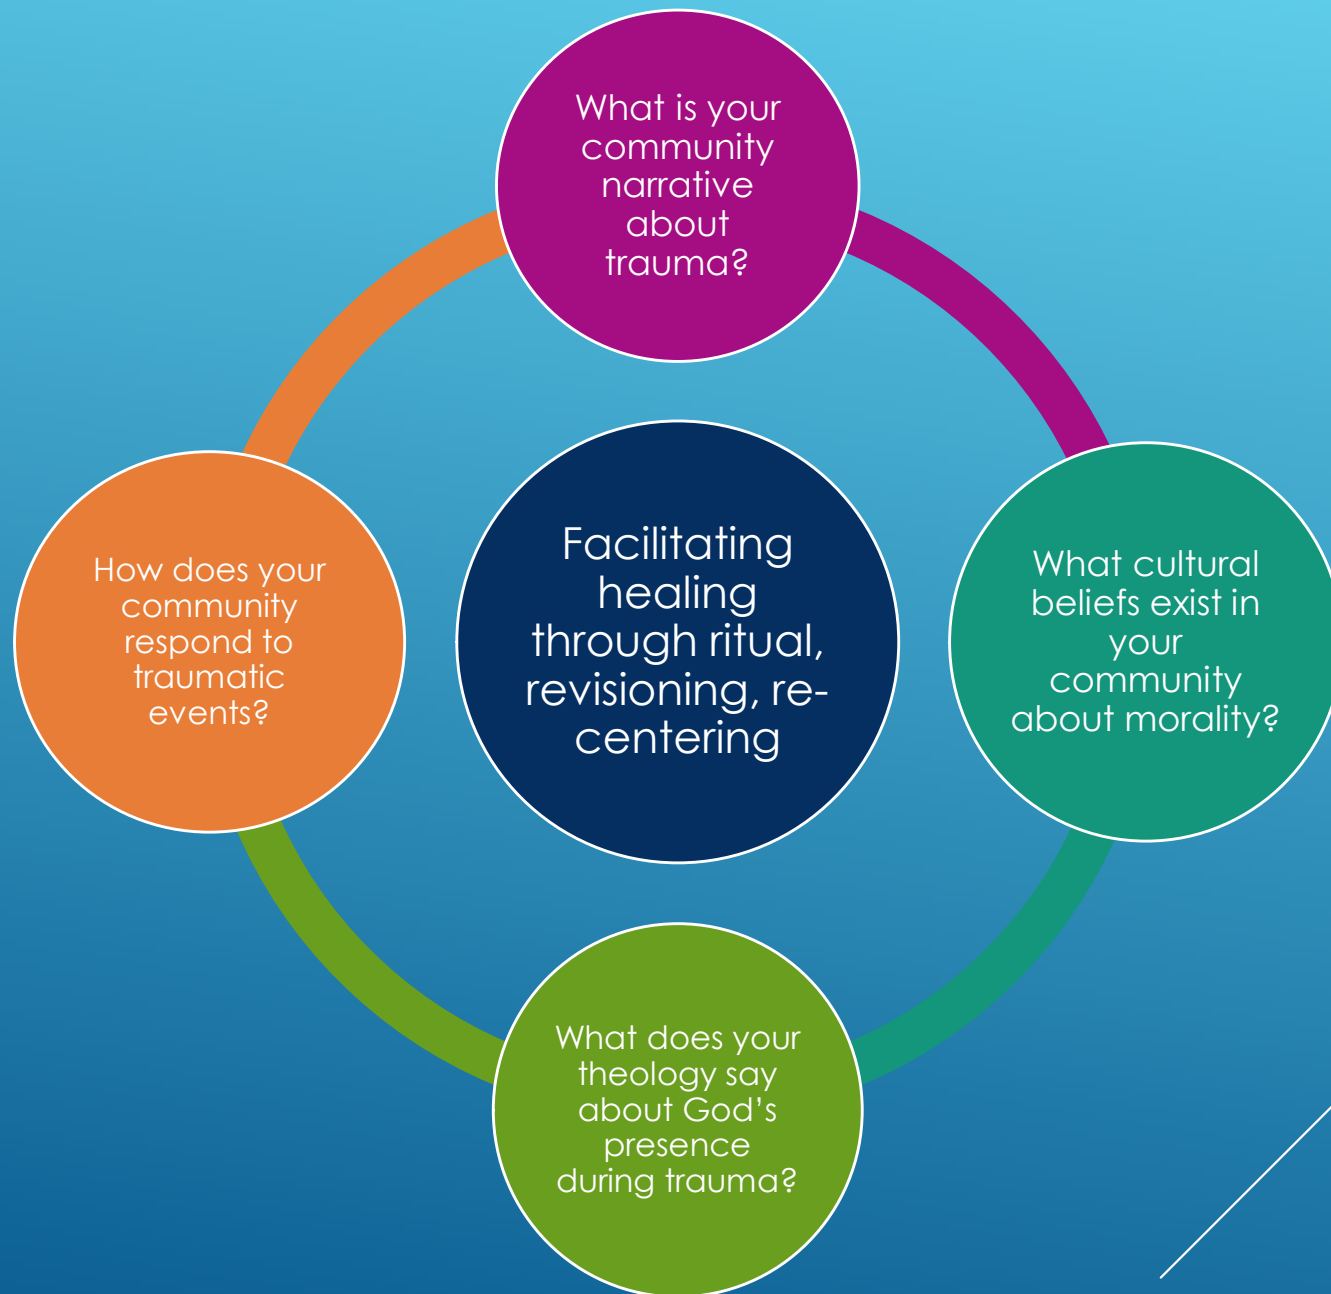 What is your
community
narrative
about
trauma?
How does your
community
respond to
traumatic
events?
Facilitating
healing
through ritual,
revisioning, re-
centering
What cultural
beliefs exist in
your
community
about morality?
What does your
theology say
about God’s
presence
during trauma?